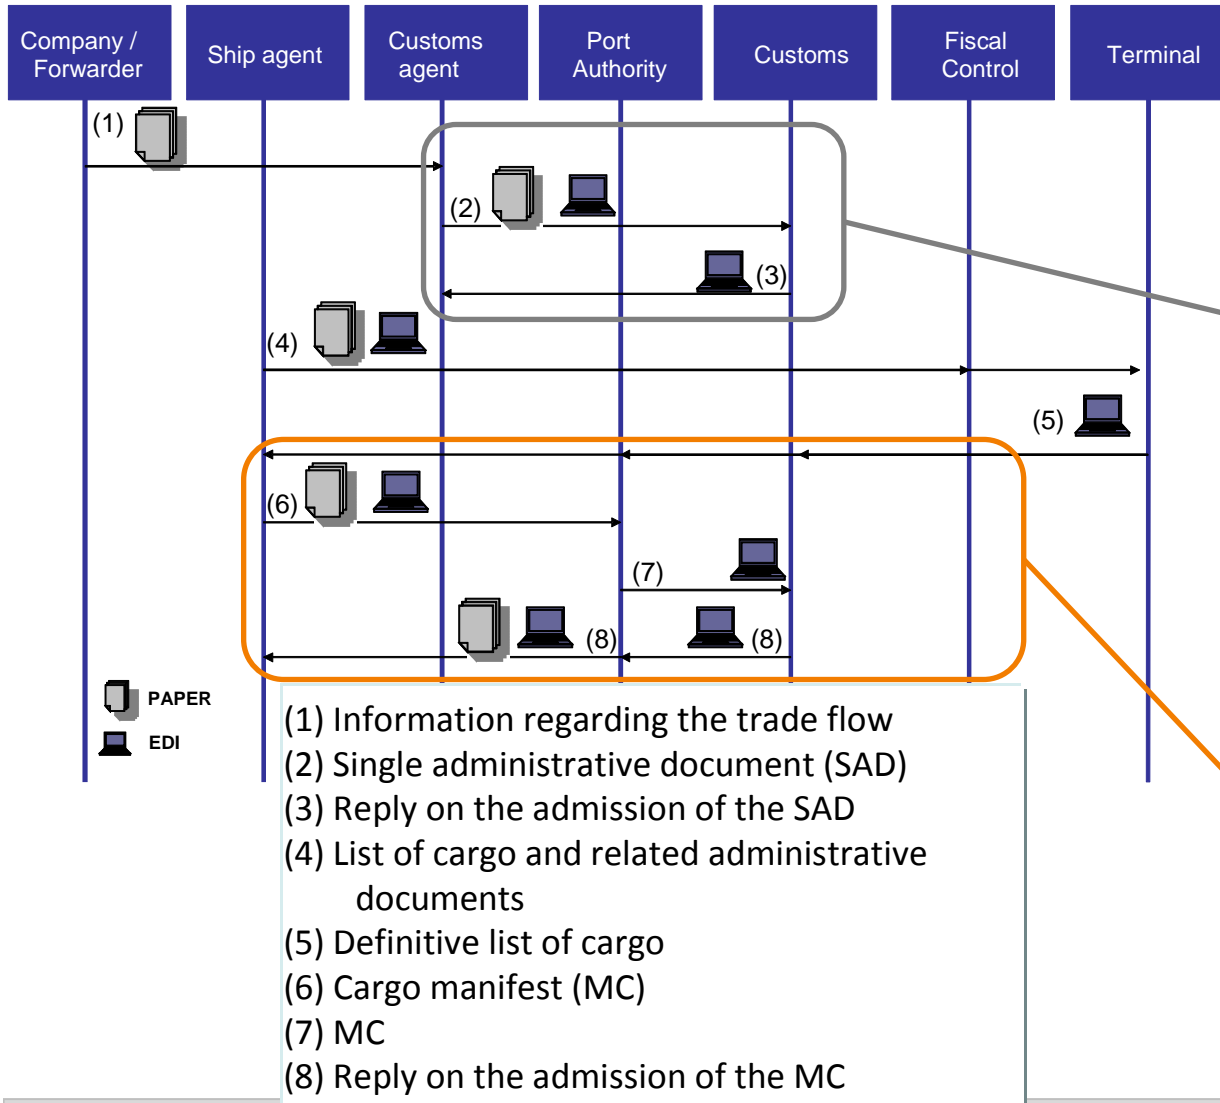 Company /
Forwarder
Ship agent
Customs
agent
Port
Authority
Customs
Fiscal
Control
Terminal
(1)
(2)
(3)
(4)
(5)
(6)
(7)
(8)
(8)
PAPER
EDI
(1) Information regarding the trade flow
(2) Single administrative document (SAD)
(3) Reply on the admission of the SAD
(4) List of cargo and related administrative
documents
(5) Definitive list of cargo
(6) Cargo manifest (MC)
(7) MC
(8) Reply on the admission of the MC